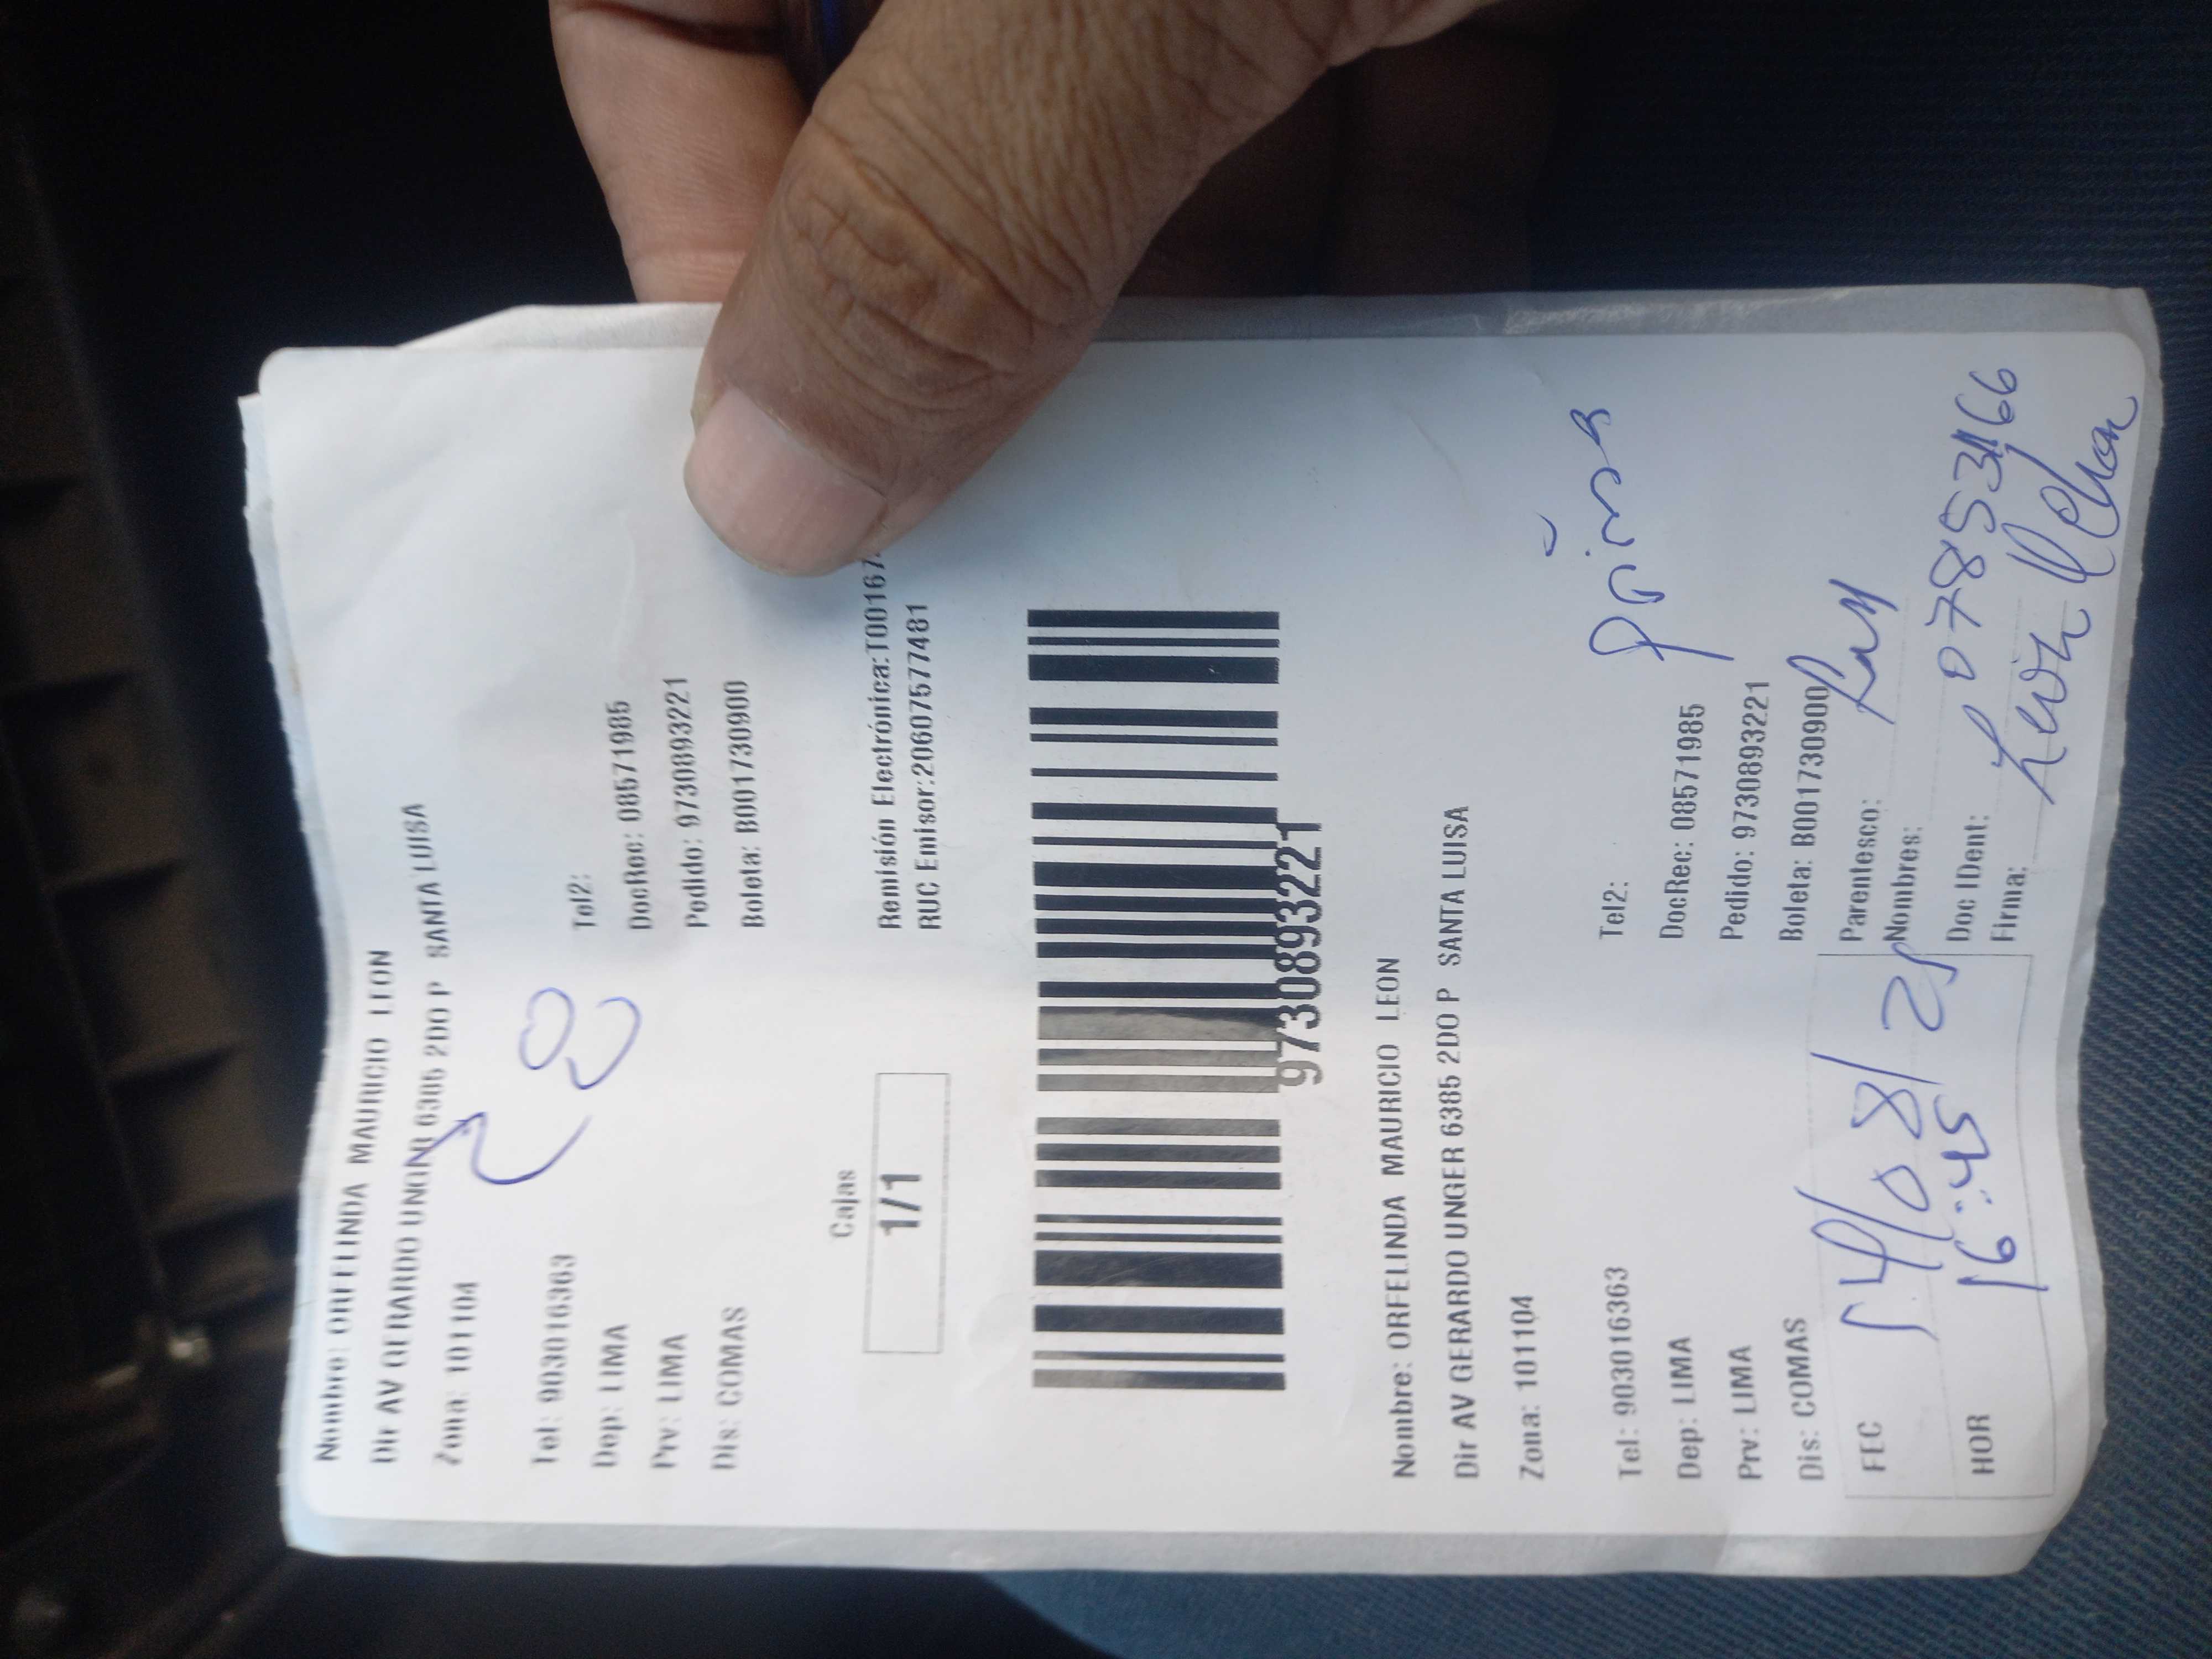 Nombre: ORFELINDA MAURICIO LEON
Dir AV GERARDO UNGER 6385 2DO P SANTA LUISA
Zona: 101104
Tel: 903016363
Tel2:
Dep: LIMA
DocRec: 08571985
Prv: LIMA
Pedido: 9730893221
Dis: COMAS
Boleta: B001730900
Cajas
1/1
Remisión Electrónica:T00167
RUC Emisor:20607577481
9730893221
Nombre: ORFELINDA MAURICIO LEON
Dir AV GERARDO UNGER 6385 2DO P SANTA LUISA
Zona: 101104
Tel: 903016363
Tel2:
Dep: LIMA
DocRec: 08571985
Prv: LIMA
Pedido: 9730893221
Dis: COMAS
Boleta: B001730900
FEC 14/08/25
Parentesco:
Nombres:
HOR 16:45
Doc IDent:
Firma: